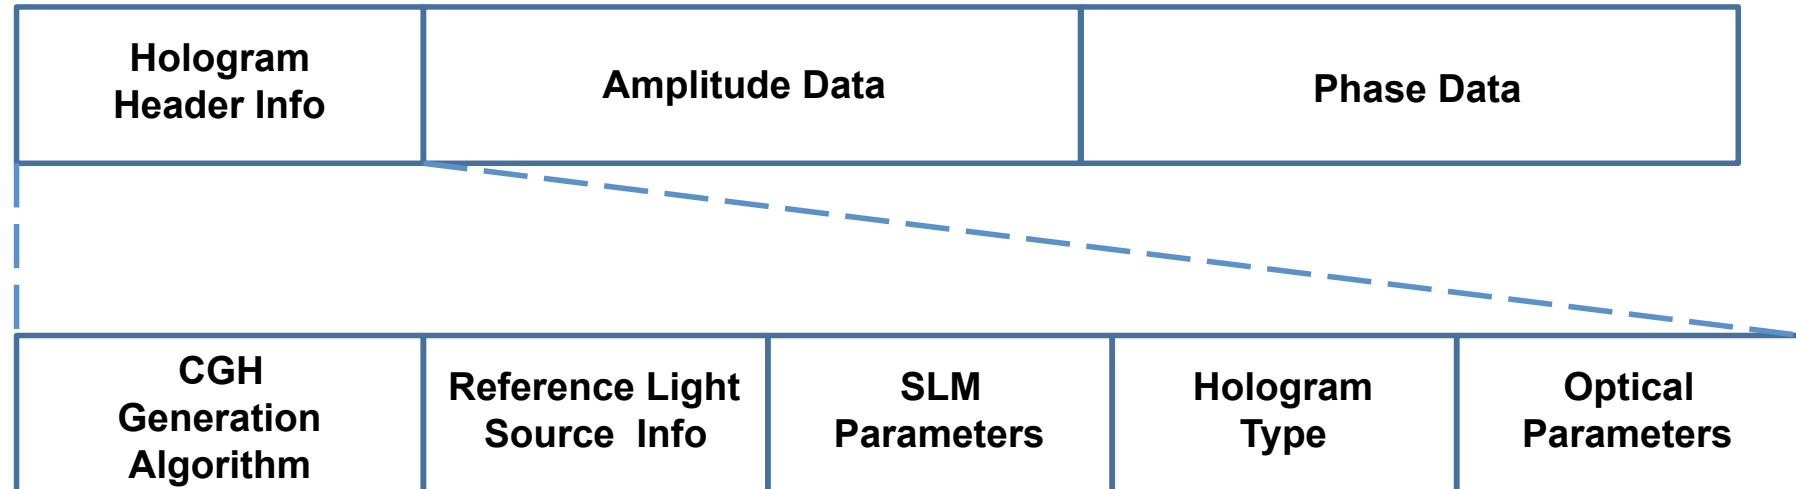 Hologram
Header Info
Amplitude Data
Phase Data
CGH
Generation
Algorithm
Reference Light
Source  Info
SLM
Parameters
Hologram
Type
Optical
Parameters